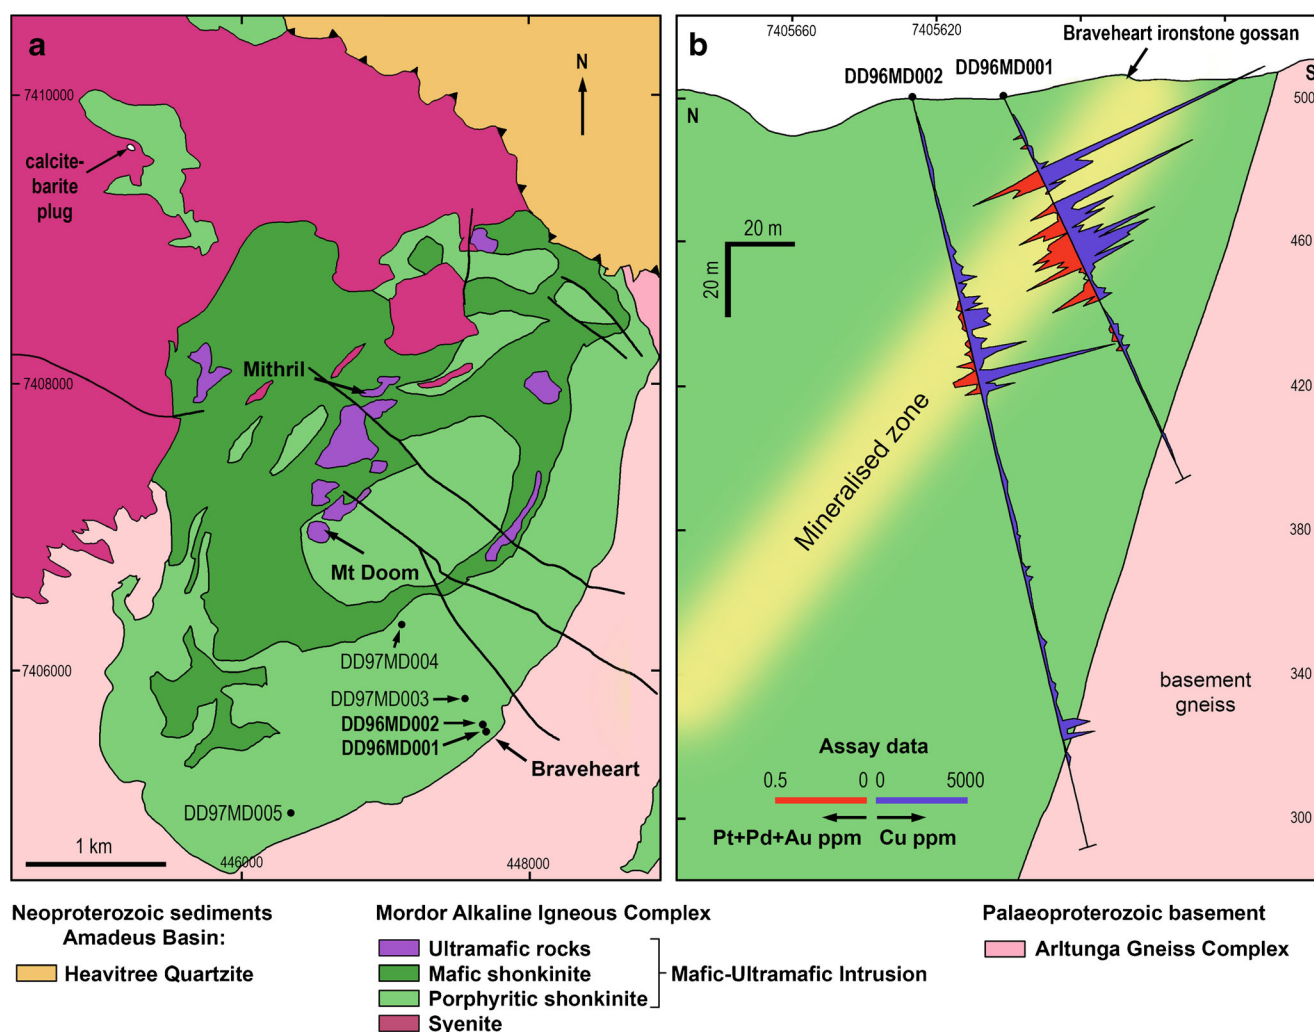 a
N
7410000
calcite-
barite
plug
Mithril
7408000
Mt Doom
DD97MD004
7406000
DD97MD003
DD96MD002
DD96MD001
Braveheart
DD97MD005
1 km
446000
448000
b
7405660
7405620
Braveheart ironstone gossan
DD96MD002
DD96MD001
N
S
500
20 m
20 m
460
420
Mineralised zone
380
340
basement
gneiss
Assay data
0.5 0 0 5000
Pt+Pd+Au ppm Cu ppm
300
Neoproterozoic sediments
Amadeus Basin:
Heavitree Quartzite
Mordor Alkaline Igneous Complex
Ultramafic rocks
Mafic shonkinite
Porphyritic shonkinite
Mafic-Ultramafic Intrusion
Syenite
Palaeoproterozoic basement
Arltunga Gneiss Complex